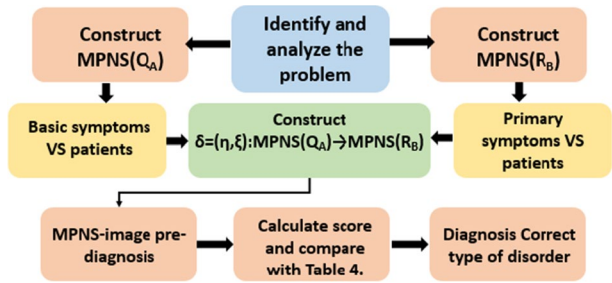 Construct
MPNS(Q_A)
Identify and
analyze the
problem
Construct
MPNS(R_B)
Basic symptoms
VS patients
Construct
δ=(η,ξ):MPNS(Q_A)→MPNS(R_B)
Primary
symptoms VS
patients
MPNS-image pre-
diagnosis
Calculate score
and compare
with Table 4.
Diagnosis Correct
type of disorder